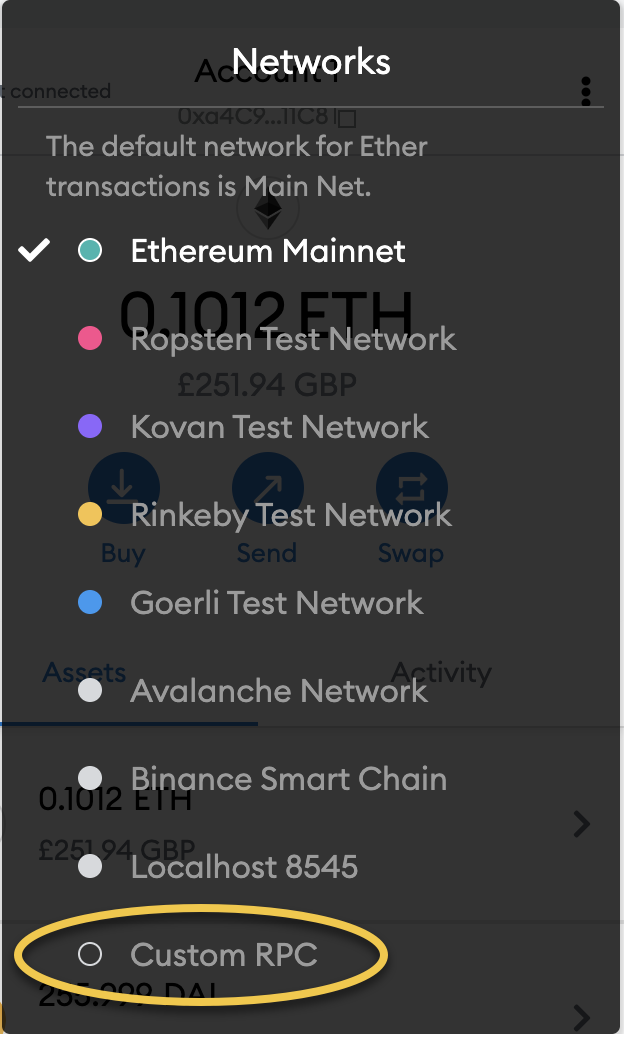 Networks
Account 1
t connected
0xa4C9...11C8
The default network for Ether
transactions is Main Net.
Ethereum Mainnet
0.1012 ETH
Ropsten Test Network
£251.94 GBP
Kovan Test Network
Rinkeby Test Network
Buy Send Swap
Goerli Test Network
Assets Activity
Avalanche Network
Binance Smart Chain
0.1012 ETH
£251.94 GBP
Localhost 8545
Custom RPC
255.999 DAI